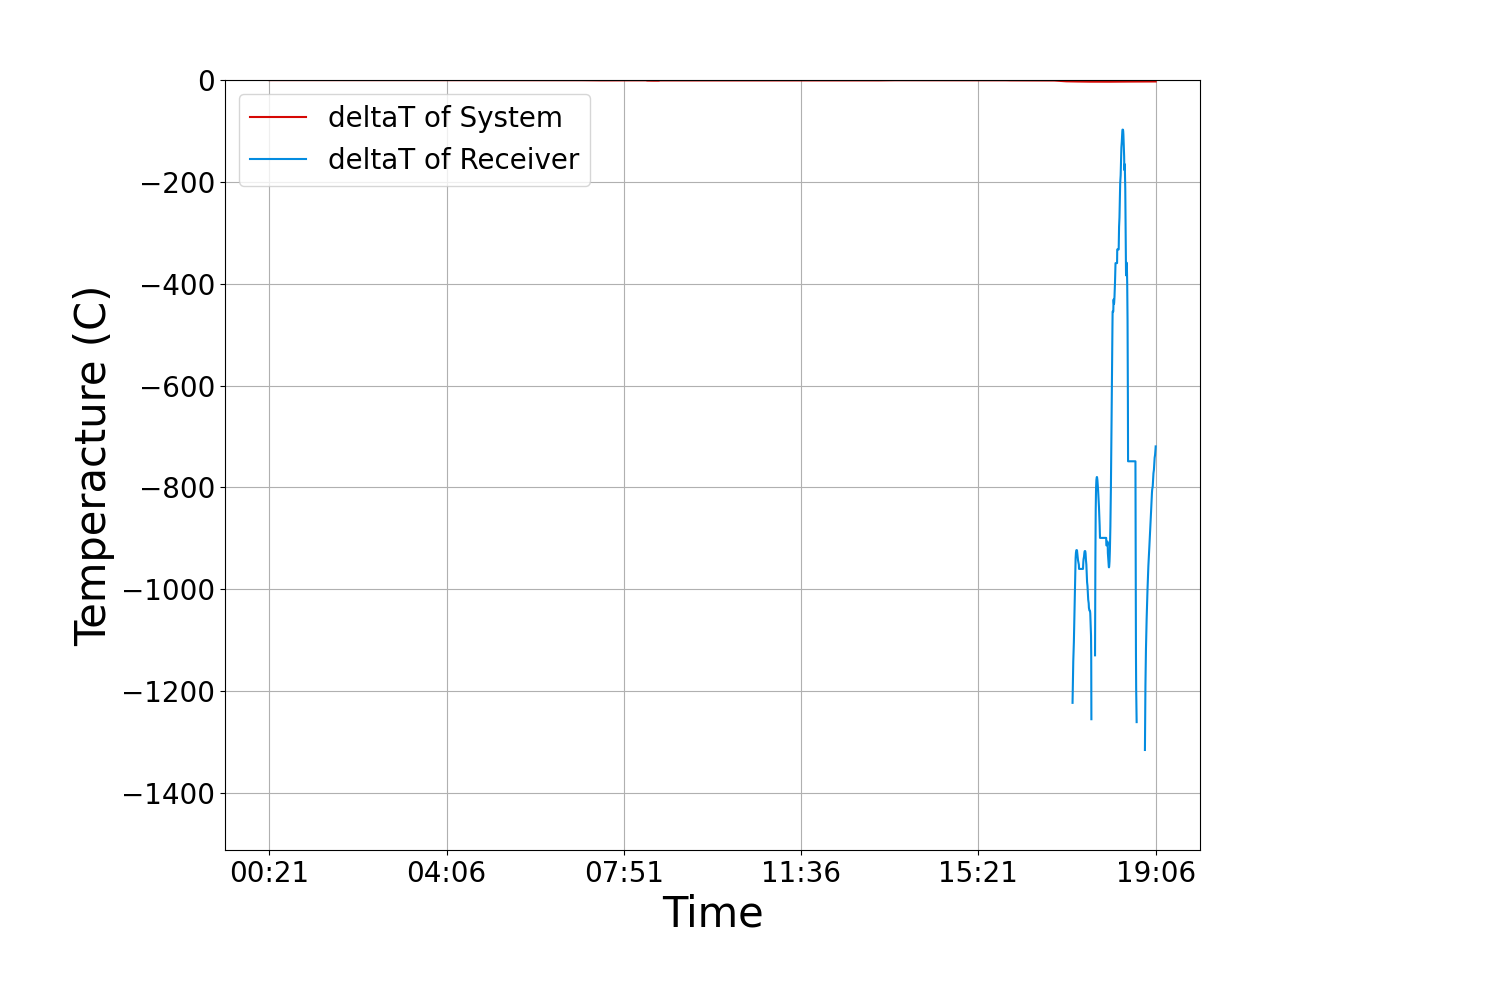 0
−200
−400
−600
−800
−1000
−1200
−1400
Temperacture (C)
deltaT of System
deltaT of Receiver
00:21 04:06 07:51 11:36 15:21 19:06
Time